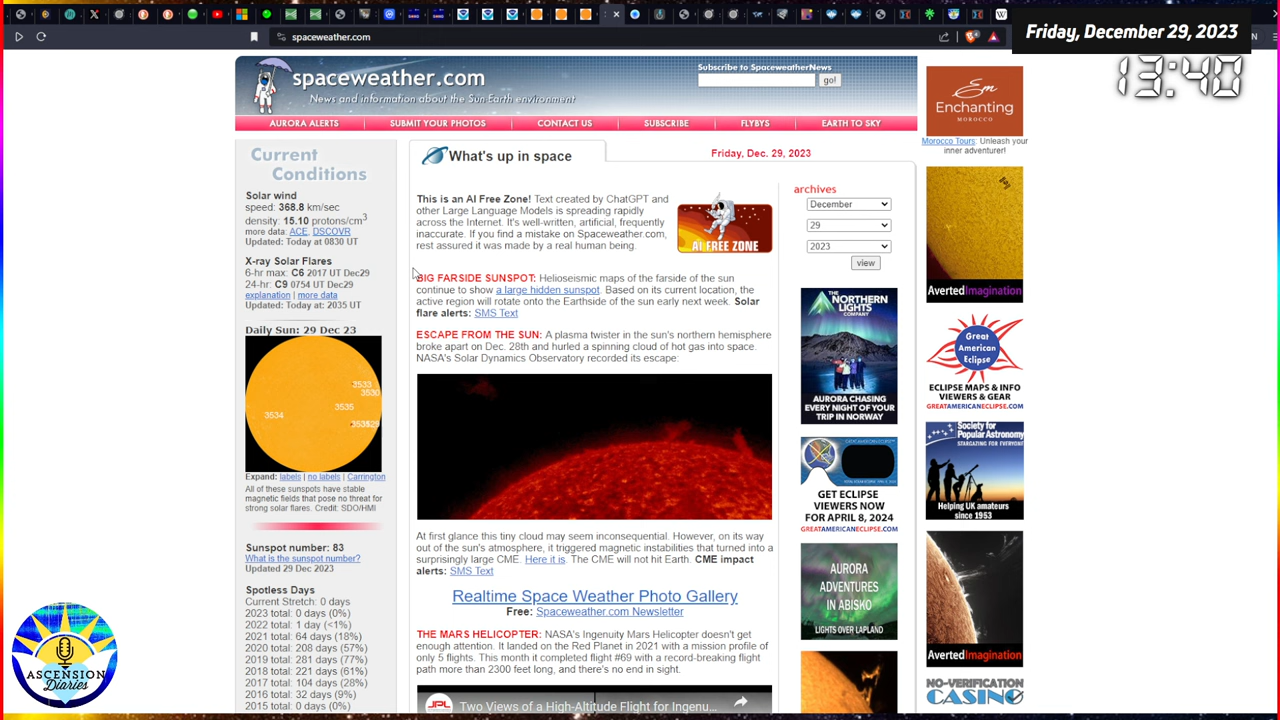 Friday, December 29, 2023
13:40
spaceweather.com
spaceweather.com
News and information about the Sun Earth environment
Subscribe to SpaceweatherNews
go!
AURORA ALERTS
SUBMIT YOUR PHOTOS
CONTACT US
SUBSCRIBE
FLYBYS
EARTH TO SKY
Current
Conditions
Solar wind
speed: 368.8 km/sec
density: 15.10 protons/cm3
more data: ACE, DSCOVR
Updated: Today at 0830 UT
X-ray Solar Flares
6-hr max: C6 2017 UT Dec29
24-hr: C9 0754 UT Dec29
explanation | more data
Updated: Today at: 2035 UT
Daily Sun: 29 Dec 23
3533
3530
3535
3534
Expand: labels | no labels | Carrington
All of these sunspots have stable
magnetic fields that pose no threat for
strong solar flares. Credit: SDO/HMI
Sunspot number: 83
What is the sunspot number?
Updated 29 Dec 2023
Spotless Days
Current Stretch: 0 days
2023 total: 0 days (0%)
2022 total: 1 day (<1%)
2021 total: 64 days (18%)
2020 total: 208 days (57%)
2019 total: 281 days (77%)
2018 total: 221 days (61%)
2017 total: 104 days (28%)
2016 total: 32 days (9%)
2015 total: 0 days (0%)
What's up in space
Friday, Dec. 29, 2023
This is an AI Free Zone! Text created by ChatGPT and
other Large Language Models is spreading rapidly
across the Internet. It's well-written, artificial, frequently
inaccurate. If you find a mistake on Spaceweather.com,
rest assured it was made by a real human being.
AI FREE ZONE
BIG FARSIDE SUNSPOT: Helioseismic maps of the farside of the sun
continue to show a large hidden sunspot. Based on its current location, the
active region will rotate onto the Earthside of the sun early next week. Solar
flare alerts: SMS Text
ESCAPE FROM THE SUN: A plasma twister in the sun's northern hemisphere
broke apart on Dec. 28th and hurled a spinning cloud of hot gas into space.
NASA's Solar Dynamics Observatory recorded its escape:
At first glance this tiny cloud may seem inconsequential. However, on its way
out of the sun's atmosphere, it triggered magnetic instabilities that turned into a
surprisingly large CME. Here it is. The CME will not hit Earth. CME impact
alerts: SMS Text
Realtime Space Weather Photo Gallery
Free: Spaceweather.com Newsletter
THE MARS HELICOPTER: NASA's Ingenuity Mars Helicopter doesn't get
enough attention. It landed on the Red Planet in 2021 with a mission profile of
only 5 flights. This month it completed flight #69 with a record-breaking flight
path more than 2300 feet long, and there's no end in sight.
JPL
Two Views of a High-Altitude Flight for Ingenu...
archives
December
29
2023
view
THE
NORTHERN
LIGHTS
COMPANY
AURORA CHASING
EVERY NIGHT OF YOUR
TRIP IN NORWAY
GET ECLIPSE
VIEWERS NOW
FOR APRIL 8, 2024
GREATAMERICANECLIPSE.COM
AURORA
ADVENTURES
IN ABISKO
LIGHTS OVER LAPLAND
Em
Enchanting
MOROCCO
Morocco Tours: Unleash your
inner adventurer!
AvertedImagination
Great
American
Eclipse
ECLIPSE MAPS & INFO
VIEWERS & GEAR
GREATAMERICANECLIPSE.COM
Society for
Popular Astronomy
STARGAZING FOR EVERYONE
Helping UK amateurs
since 1953
AvertedImagination
NO-VERIFICATION
CASINO
ASCENSION
Diaries